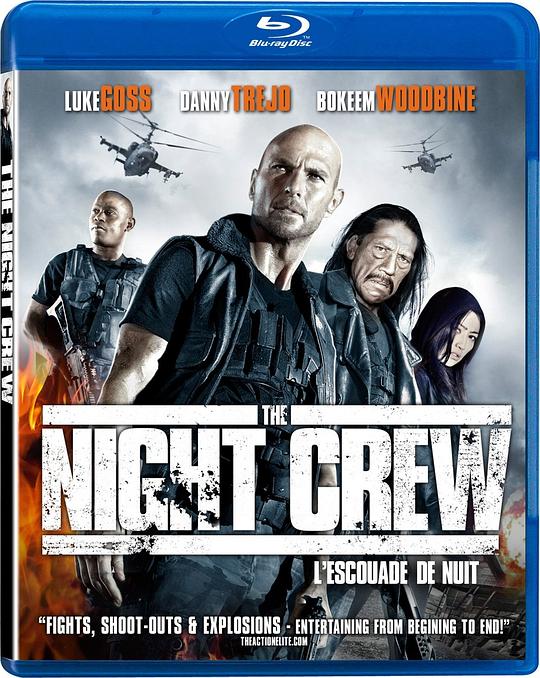 Blu-ray Disc™
LUKE GOSS DANNY TREJO BOKEEM WOODBINE
THE NIGHT CREW
THE
NIGHT CREW
L'ESCOUADE DE NUIT
"FIGHTS, SHOOT-OUTS & EXPLOSIONS - ENTERTAINING FROM BEGINING TO END!"
THEACTIONELITE.COM